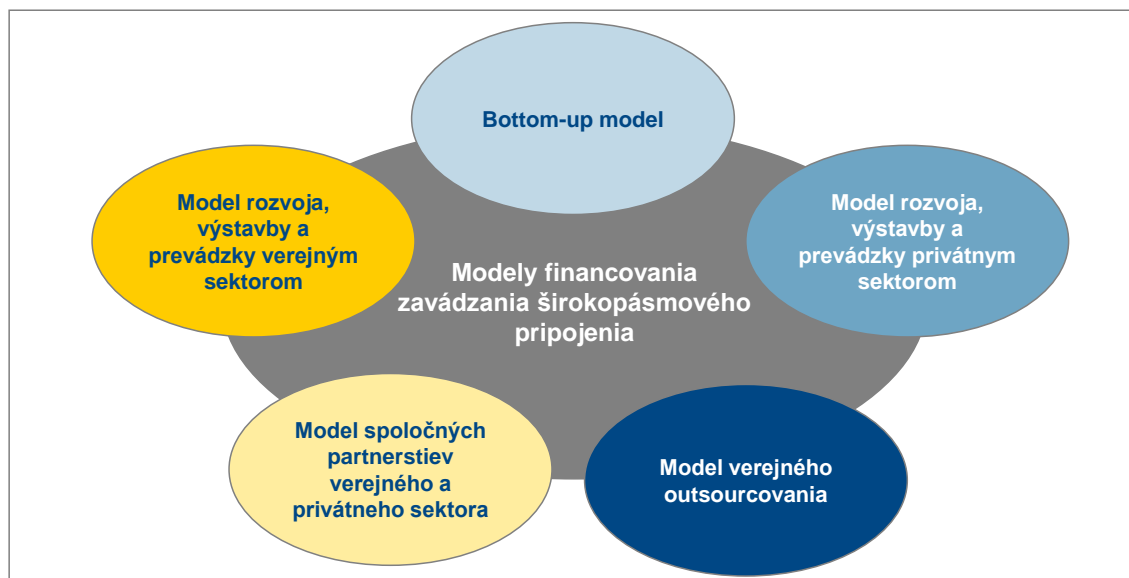 Bottom-up model
Model rozvoja,
výstavby a
prevádzky verejným
sektorom
Model rozvoja,
výstavby a
prevádzky privátnym
sektorom
Modely financovania
zavádzania širokopásmového
pripojenia
Model spoločných
partnerstiev
verejného a
privátneho sektora
Model verejného
outsourcovania